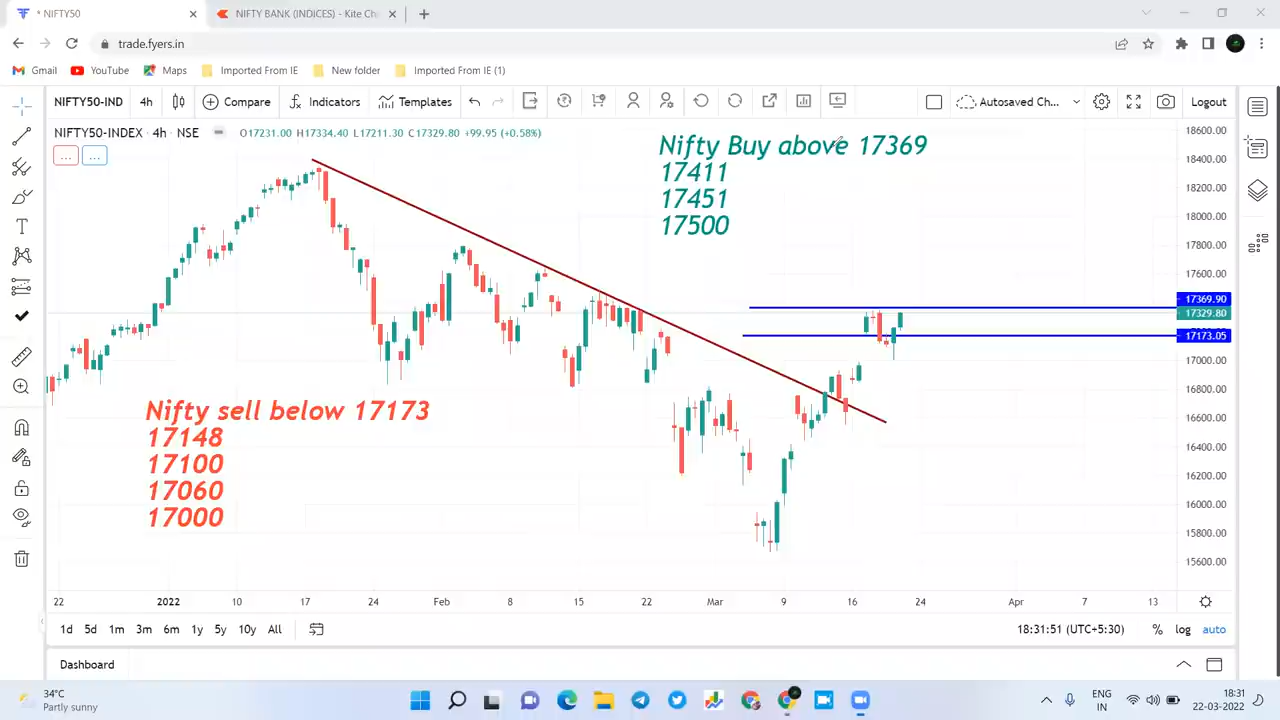 * NIFTY50
NIFTY BANK (INDICES) - Kite Ch
trade.fyers.in
Gmail YouTube Maps Imported From IE New folder Imported From IE (1)
NIFTY50-IND 4h Compare Indicators Templates Autosaved Ch... Logout
NIFTY50-INDEX · 4h · NSE O17231.00 H17334.40 L17211.30 C17329.80 +99.95 (+0.58%)
... ...
Nifty Buy above 17369
17411
17451
17500
Nifty sell below 17173
17148
17100
17060
17000
18600.00
18400.00
18200.00
18000.00
17800.00
17600.00
17369.90
17329.80
17173.05
17000.00
16800.00
16600.00
16400.00
16200.00
16000.00
15800.00
15600.00
22 2022 10 17 24 Feb 8 15 22 Mar 9 16 24 Apr 7 13
1d 5d 1m 3m 6m 1y 5y 10y All 18:31:51 (UTC+5:30) % log auto
Dashboard
34°C
Partly sunny
ENG
IN
18:31
22-03-2022